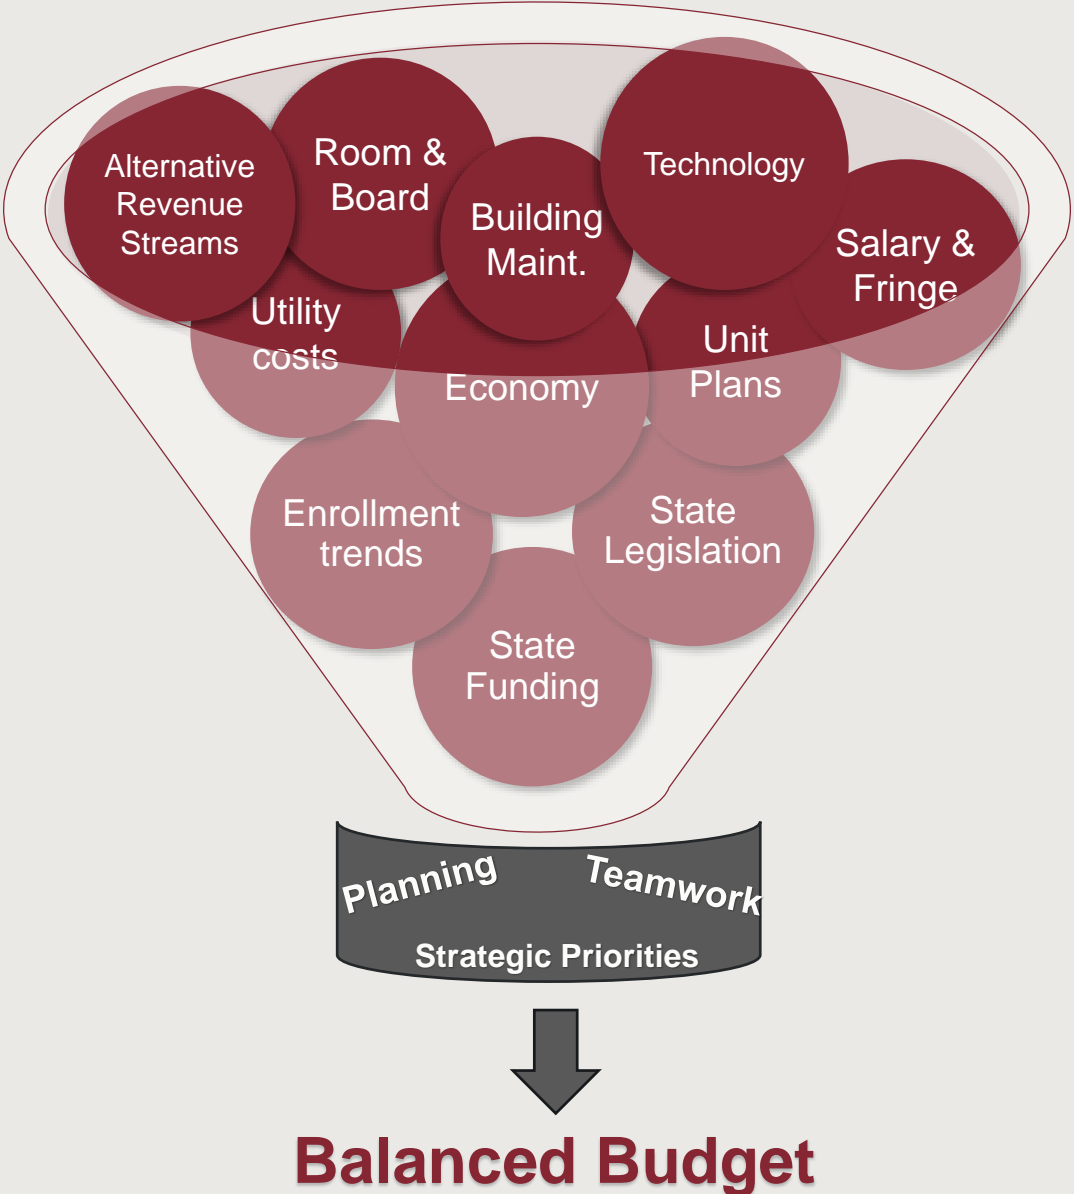 Alternative
Revenue
Streams
Room &
Board
Building
Maint.
Technology
Salary &
Fringe
Utility
costs
Economy
Unit
Plans
Enrollment
trends
State
Legislation
State
Funding
Planning
Teamwork
Strategic Priorities
Balanced Budget